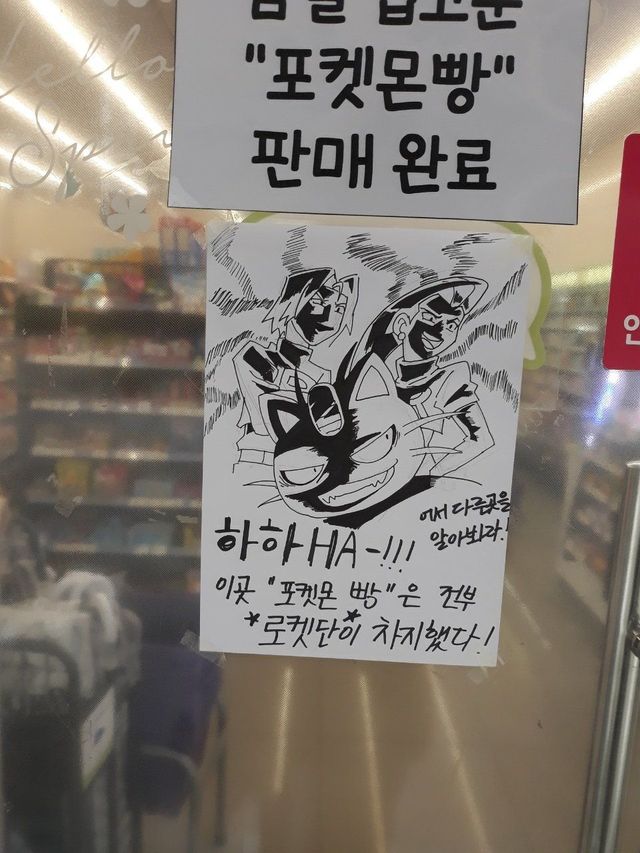 Hello
"포켓몬빵"
판매 완료
어서 다른곳을
알아봐라!
하하HA-!!!
이곳 "포켓몬 빵"은 전부
*로켓단이* 차지했다!